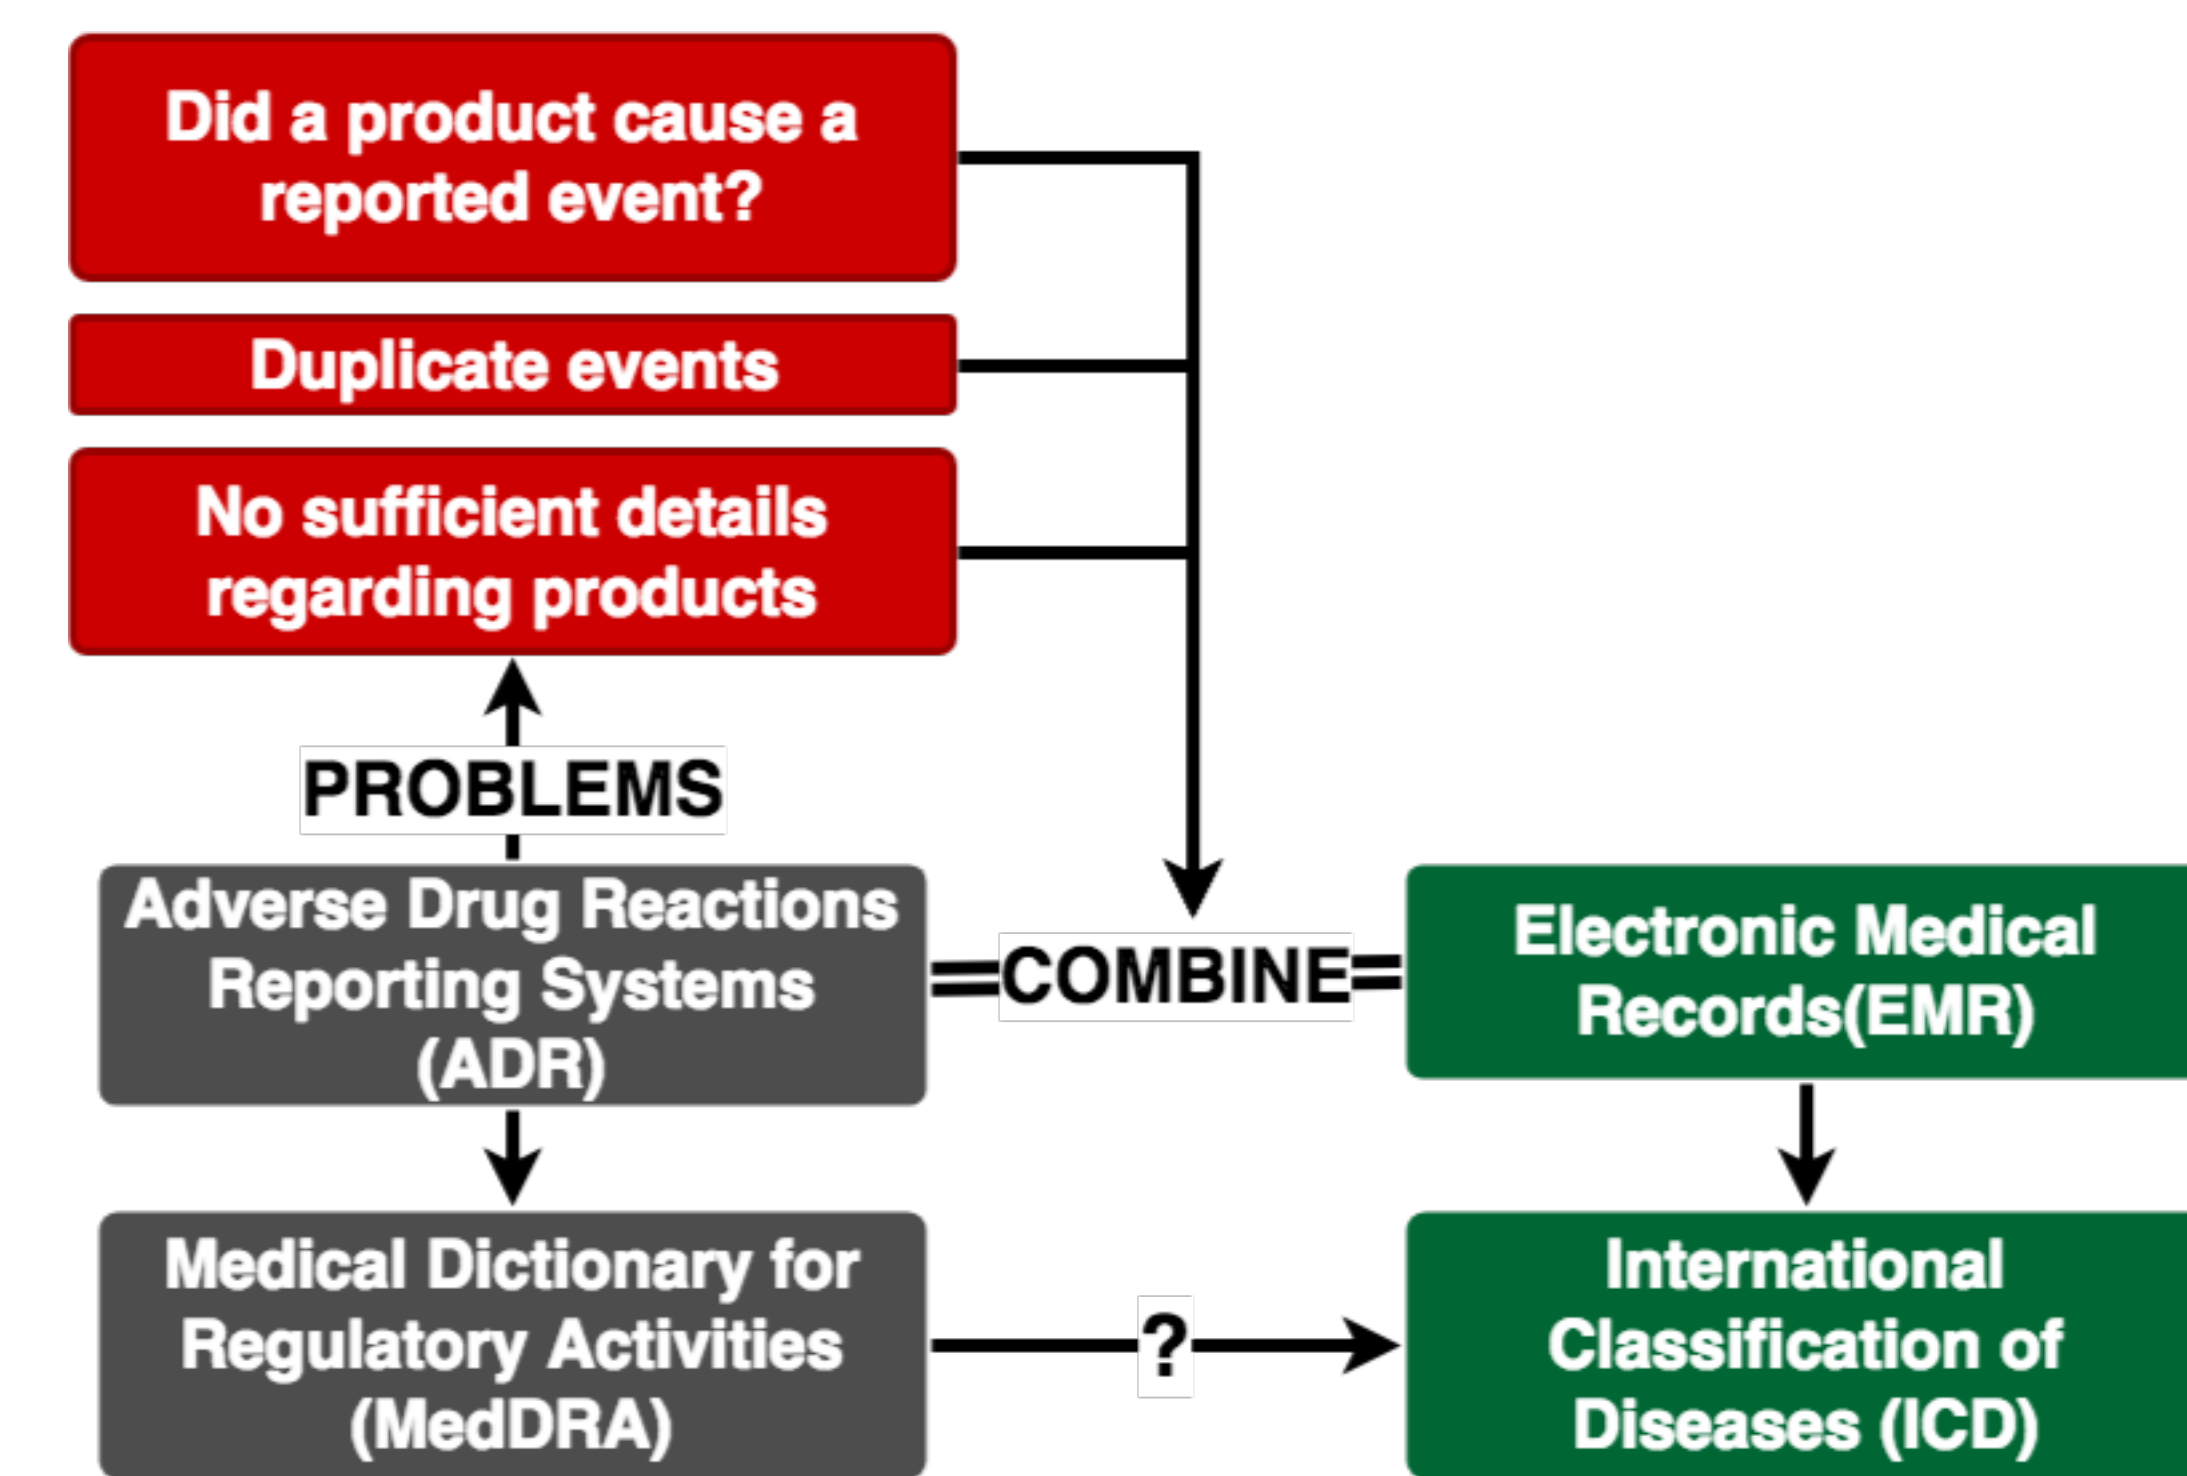 Did a product cause a
reported event?
Duplicate events
No sufficient details
regarding products
PROBLEMS
Adverse Drug Reactions
Reporting Systems
(ADR)
COMBINE
Electronic Medical
Records(EMR)
Medical Dictionary for
Regulatory Activities
(MedDRA)
?
International
Classification of
Diseases (ICD)